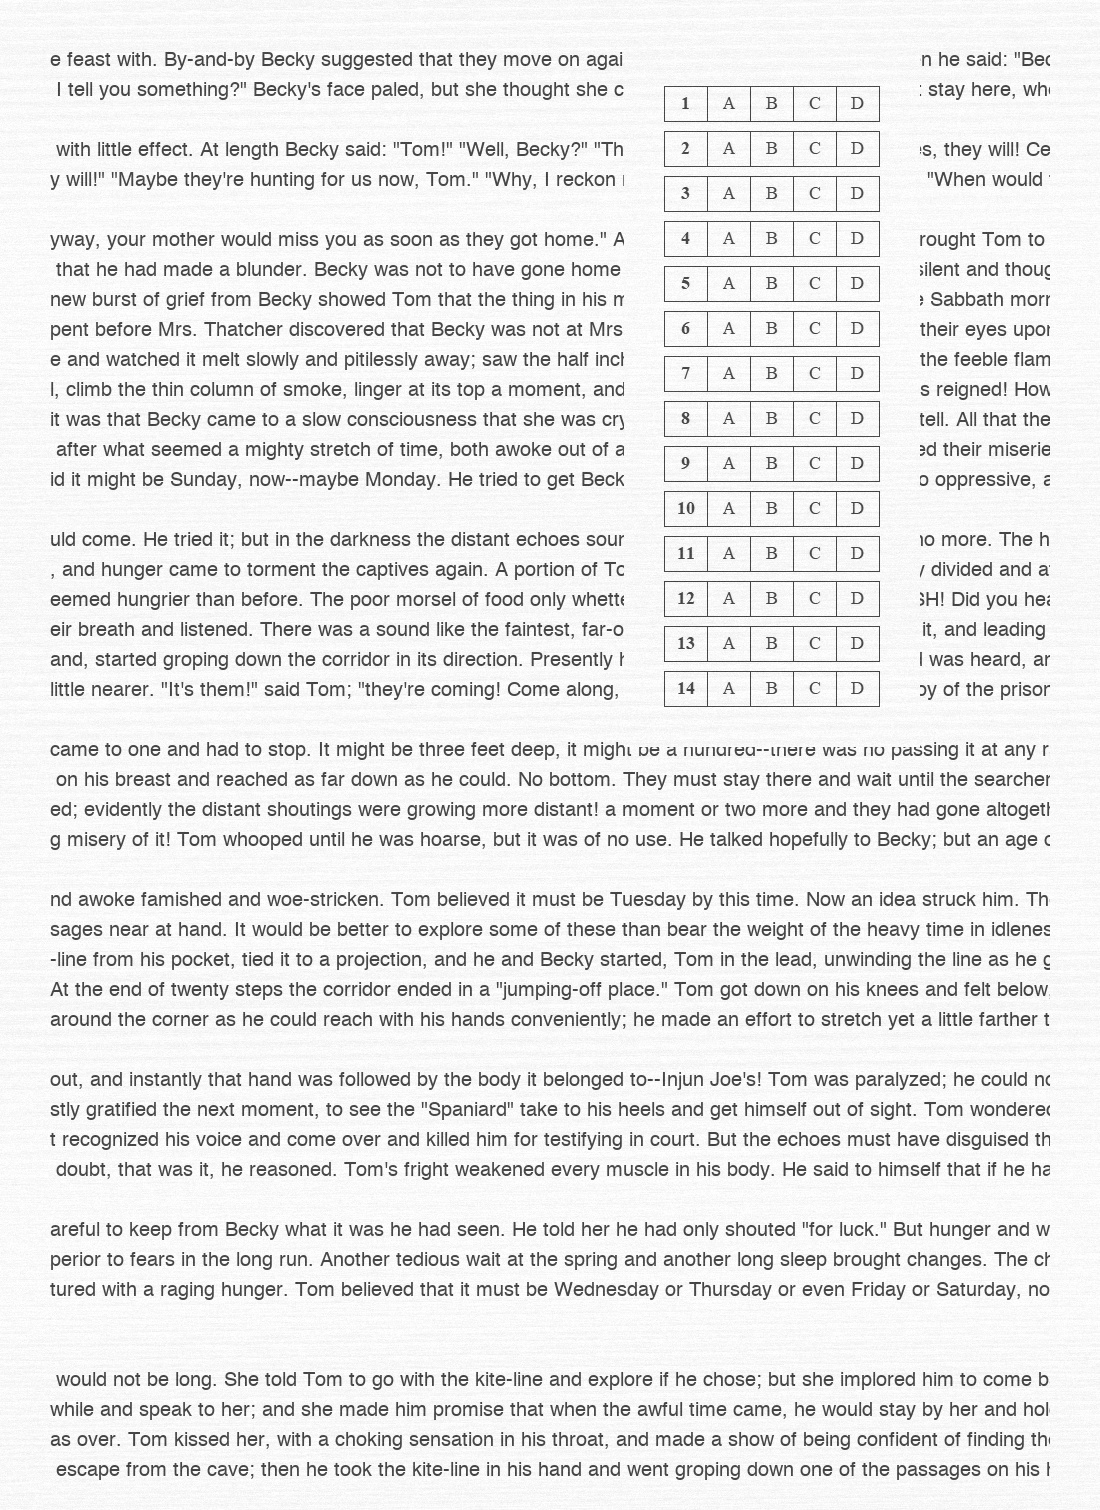 e feast with. By-and-by Becky suggested that they move on agai n he said: "Bec
I tell you something?" Becky's face paled, but she thought she c stay here, whe
with little effect. At length Becky said: "Tom!" "Well, Becky?" "Th s, they will! Ce
y will!" "Maybe they're hunting for us now, Tom." "Why, I reckon "When would
yway, your mother would miss you as soon as they got home." A rought Tom to
that he had made a blunder. Becky was not to have gone home silent and thoug
new burst of grief from Becky showed Tom that the thing in his m e Sabbath morn
pent before Mrs. Thatcher discovered that Becky was not at Mrs their eyes upon
e and watched it melt slowly and pitilessly away; saw the half inch the feeble flam
l, climb the thin column of smoke, linger at its top a moment, and s reigned! How
it was that Becky came to a slow consciousness that she was cry tell. All that the
after what seemed a mighty stretch of time, both awoke out of a ed their miserie
id it might be Sunday, now--maybe Monday. He tried to get Beck o oppressive, a
uld come. He tried it; but in the darkness the distant echoes soun no more. The h
, and hunger came to torment the captives again. A portion of To y divided and a
eemed hungrier than before. The poor morsel of food only whette SH! Did you hea
eir breath and listened. There was a sound like the faintest, far-o it, and leading
and, started groping down the corridor in its direction. Presently h l was heard, an
little nearer. "It's them!" said Tom; "they're coming! Come along, oy of the prison
came to one and had to stop. It might be three feet deep, it might be a hundred--there was no passing it at any r
on his breast and reached as far down as he could. No bottom. They must stay there and wait until the searcher
ed; evidently the distant shoutings were growing more distant! a moment or two more and they had gone altogeth
g misery of it! Tom whooped until he was hoarse, but it was of no use. He talked hopefully to Becky; but an age o
nd awoke famished and woe-stricken. Tom believed it must be Tuesday by this time. Now an idea struck him. The
sages near at hand. It would be better to explore some of these than bear the weight of the heavy time in idlenes
-line from his pocket, tied it to a projection, and he and Becky started, Tom in the lead, unwinding the line as he g
At the end of twenty steps the corridor ended in a "jumping-off place." Tom got down on his knees and felt below
around the corner as he could reach with his hands conveniently; he made an effort to stretch yet a little farther t
out, and instantly that hand was followed by the body it belonged to--Injun Joe's! Tom was paralyzed; he could no
stly gratified the next moment, to see the "Spaniard" take to his heels and get himself out of sight. Tom wondered
t recognized his voice and come over and killed him for testifying in court. But the echoes must have disguised th
doubt, that was it, he reasoned. Tom's fright weakened every muscle in his body. He said to himself that if he ha
areful to keep from Becky what it was he had seen. He told her he had only shouted "for luck." But hunger and w
perior to fears in the long run. Another tedious wait at the spring and another long sleep brought changes. The ch
tured with a raging hunger. Tom believed that it must be Wednesday or Thursday or even Friday or Saturday, no
would not be long. She told Tom to go with the kite-line and explore if he chose; but she implored him to come b
while and speak to her; and she made him promise that when the awful time came, he would stay by her and hol
as over. Tom kissed her, with a choking sensation in his throat, and made a show of being confident of finding the
escape from the cave; then he took the kite-line in his hand and went groping down one of the passages on his h
1 A B C D
2 A B C D
3 A B C D
4 A B C D
5 A B C D
6 A B C D
7 A B C D
8 A B C D
9 A B C D
10 A B C D
11 A B C D
12 A B C D
13 A B C D
14 A B C D